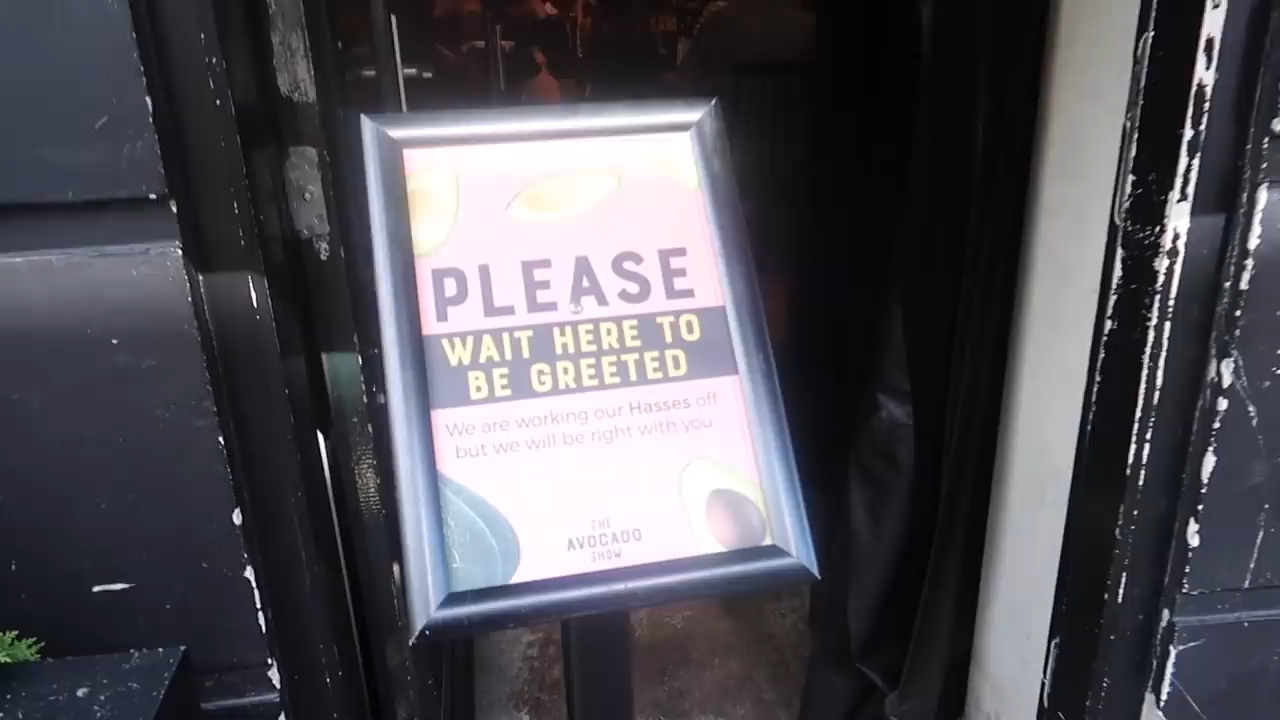 PLEASE
WAIT HERE TO
BE GREETED
We are working our Hasses off
but we will be right with you
THE
AVOCADO
SHOW